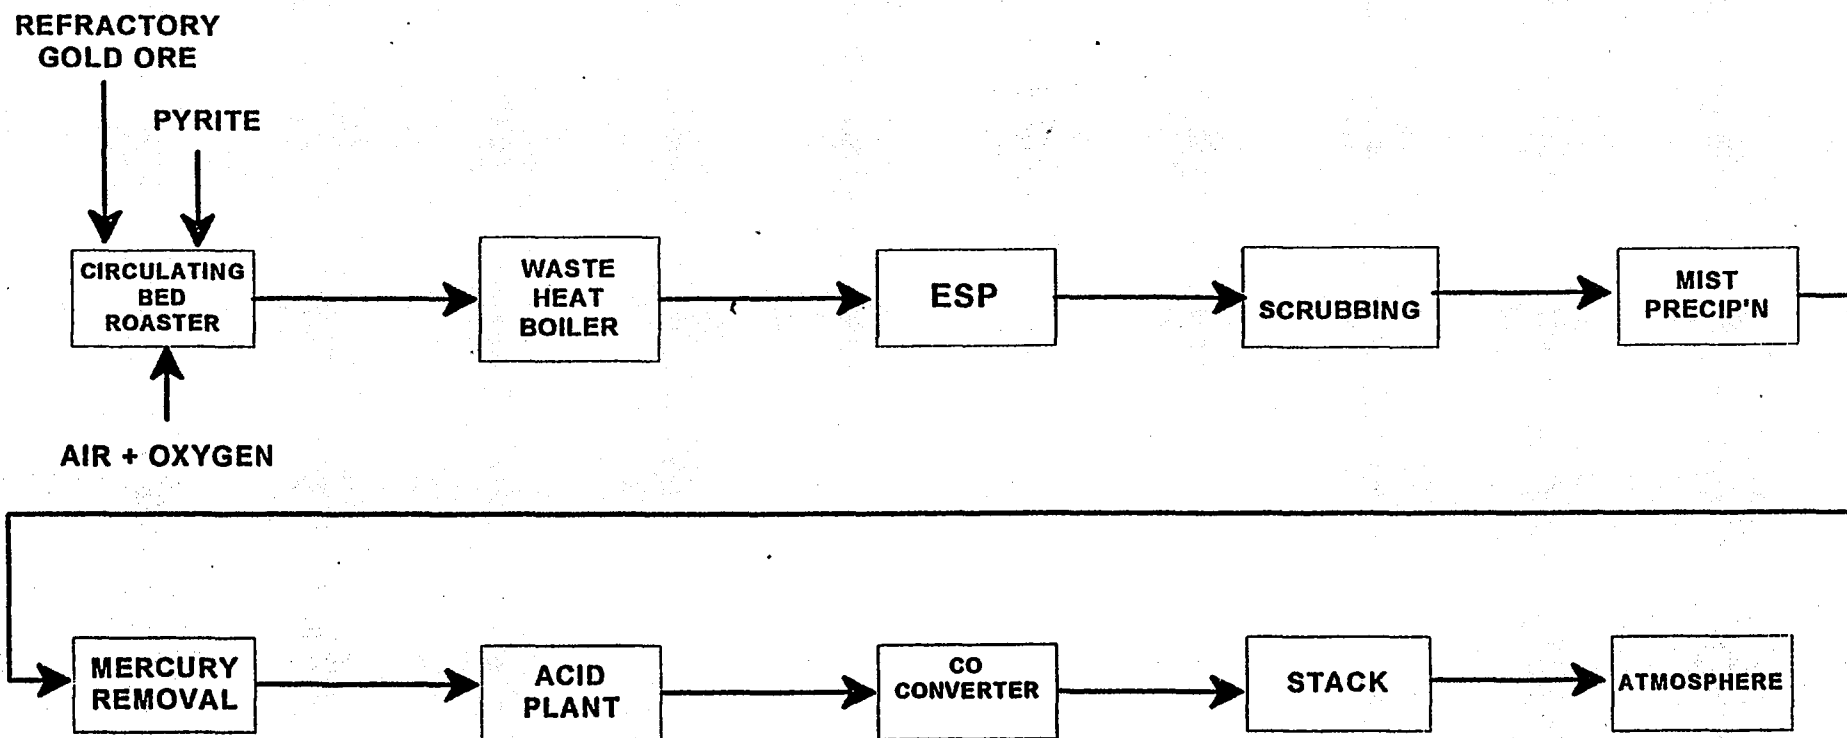 REFRACTORY
GOLD ORE
PYRITE
CIRCULATING
BED
ROASTER
WASTE
HEAT
BOILER
ESP
SCRUBBING
MIST
PRECIP'N
AIR + OXYGEN
MERCURY
REMOVAL
ACID
PLANT
CO
CONVERTER
STACK
ATMOSPHERE